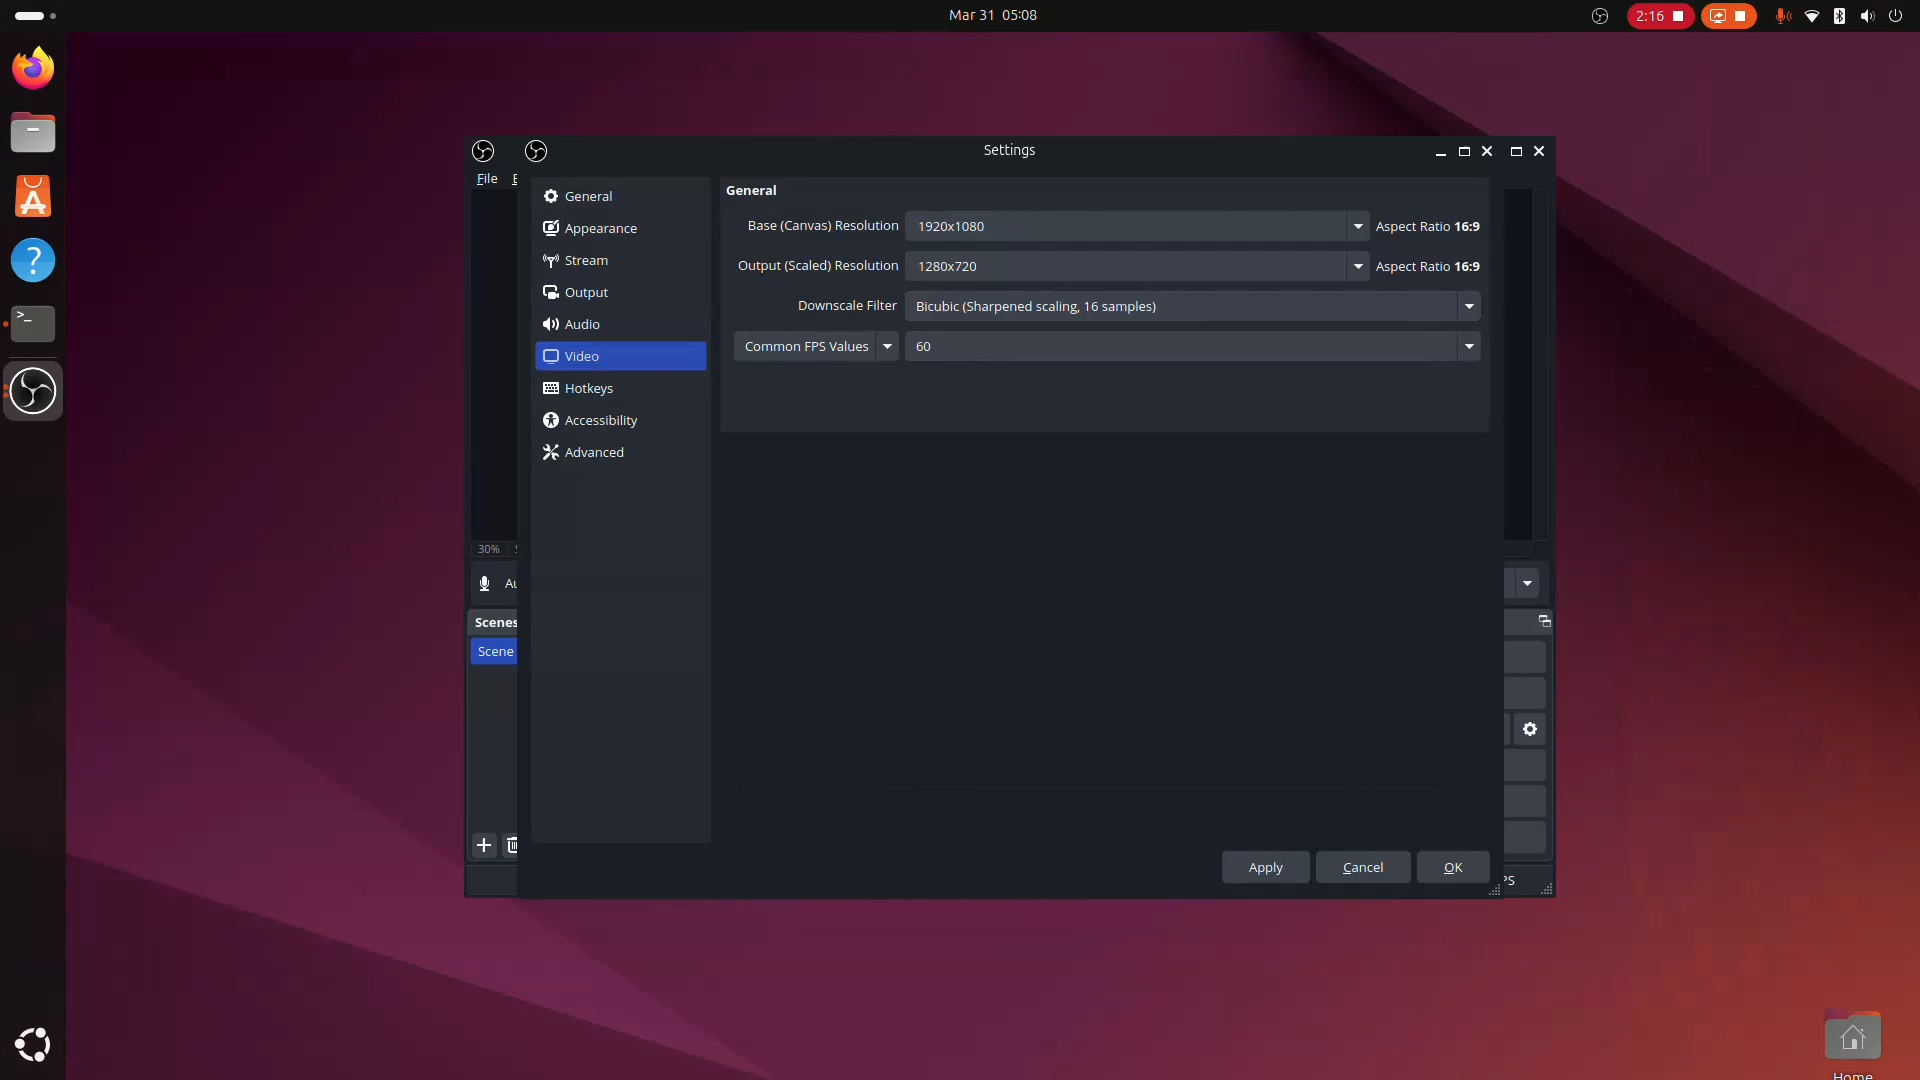 Mar 31 05:08
2:16
Settings
File
General
Appearance
Stream
Output
Audio
Video
Hotkeys
Accessibility
Advanced
General
Base (Canvas) Resolution 1920x1080 Aspect Ratio 16:9
Output (Scaled) Resolution 1280x720 Aspect Ratio 16:9
Downscale Filter Bicubic (Sharpened scaling, 16 samples)
Common FPS Values 60
30%
Scenes
Scene
Apply Cancel OK
Home